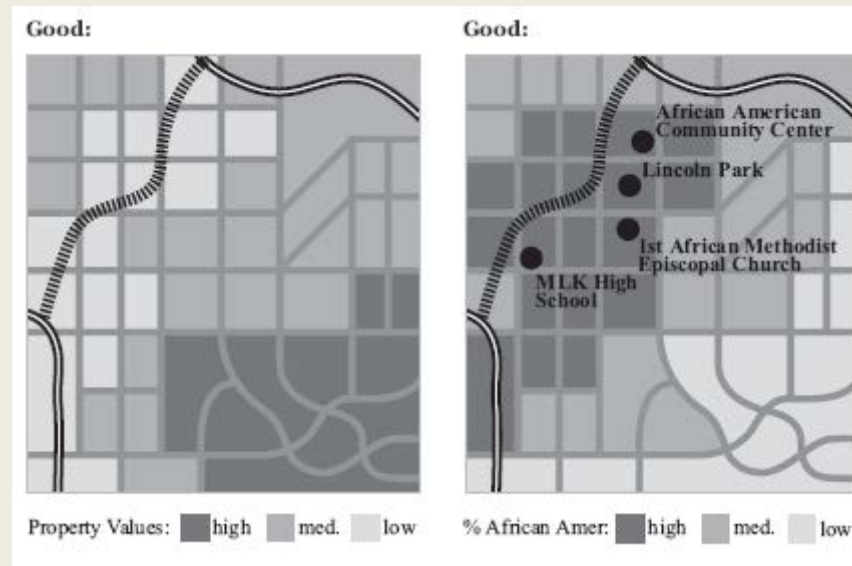 Good:
Property Values: high med. low
Good:
African American
Community Center
Lincoln Park
1st African Methodist
Episcopal Church
MLK High
School
% African Amer: high med. low